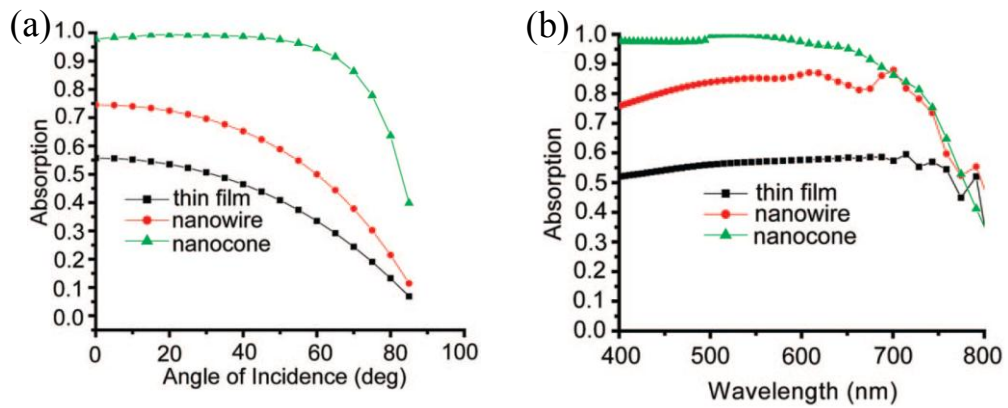 (a)
1.0
0.9
0.8
0.7
0.6
0.5
0.4
0.3
0.2
0.1
0.0
Absorption
thin film
nanowire
nanocone
0 20 40 60 80 100
Angle of Incidence (deg)
(b)
1.0
0.9
0.8
0.7
0.6
0.5
0.4
0.3
0.2
0.1
0.0
Absorption
thin film
nanowire
nanocone
400 500 600 700 800
Wavelength (nm)